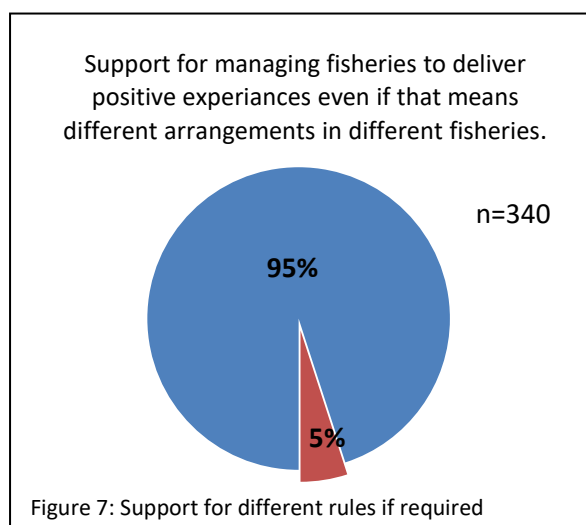 Support for managing fisheries to deliver
positive experiances even if that means
different arrangements in different fisheries.
n=340
95%
5%
Figure 7: Support for different rules if required